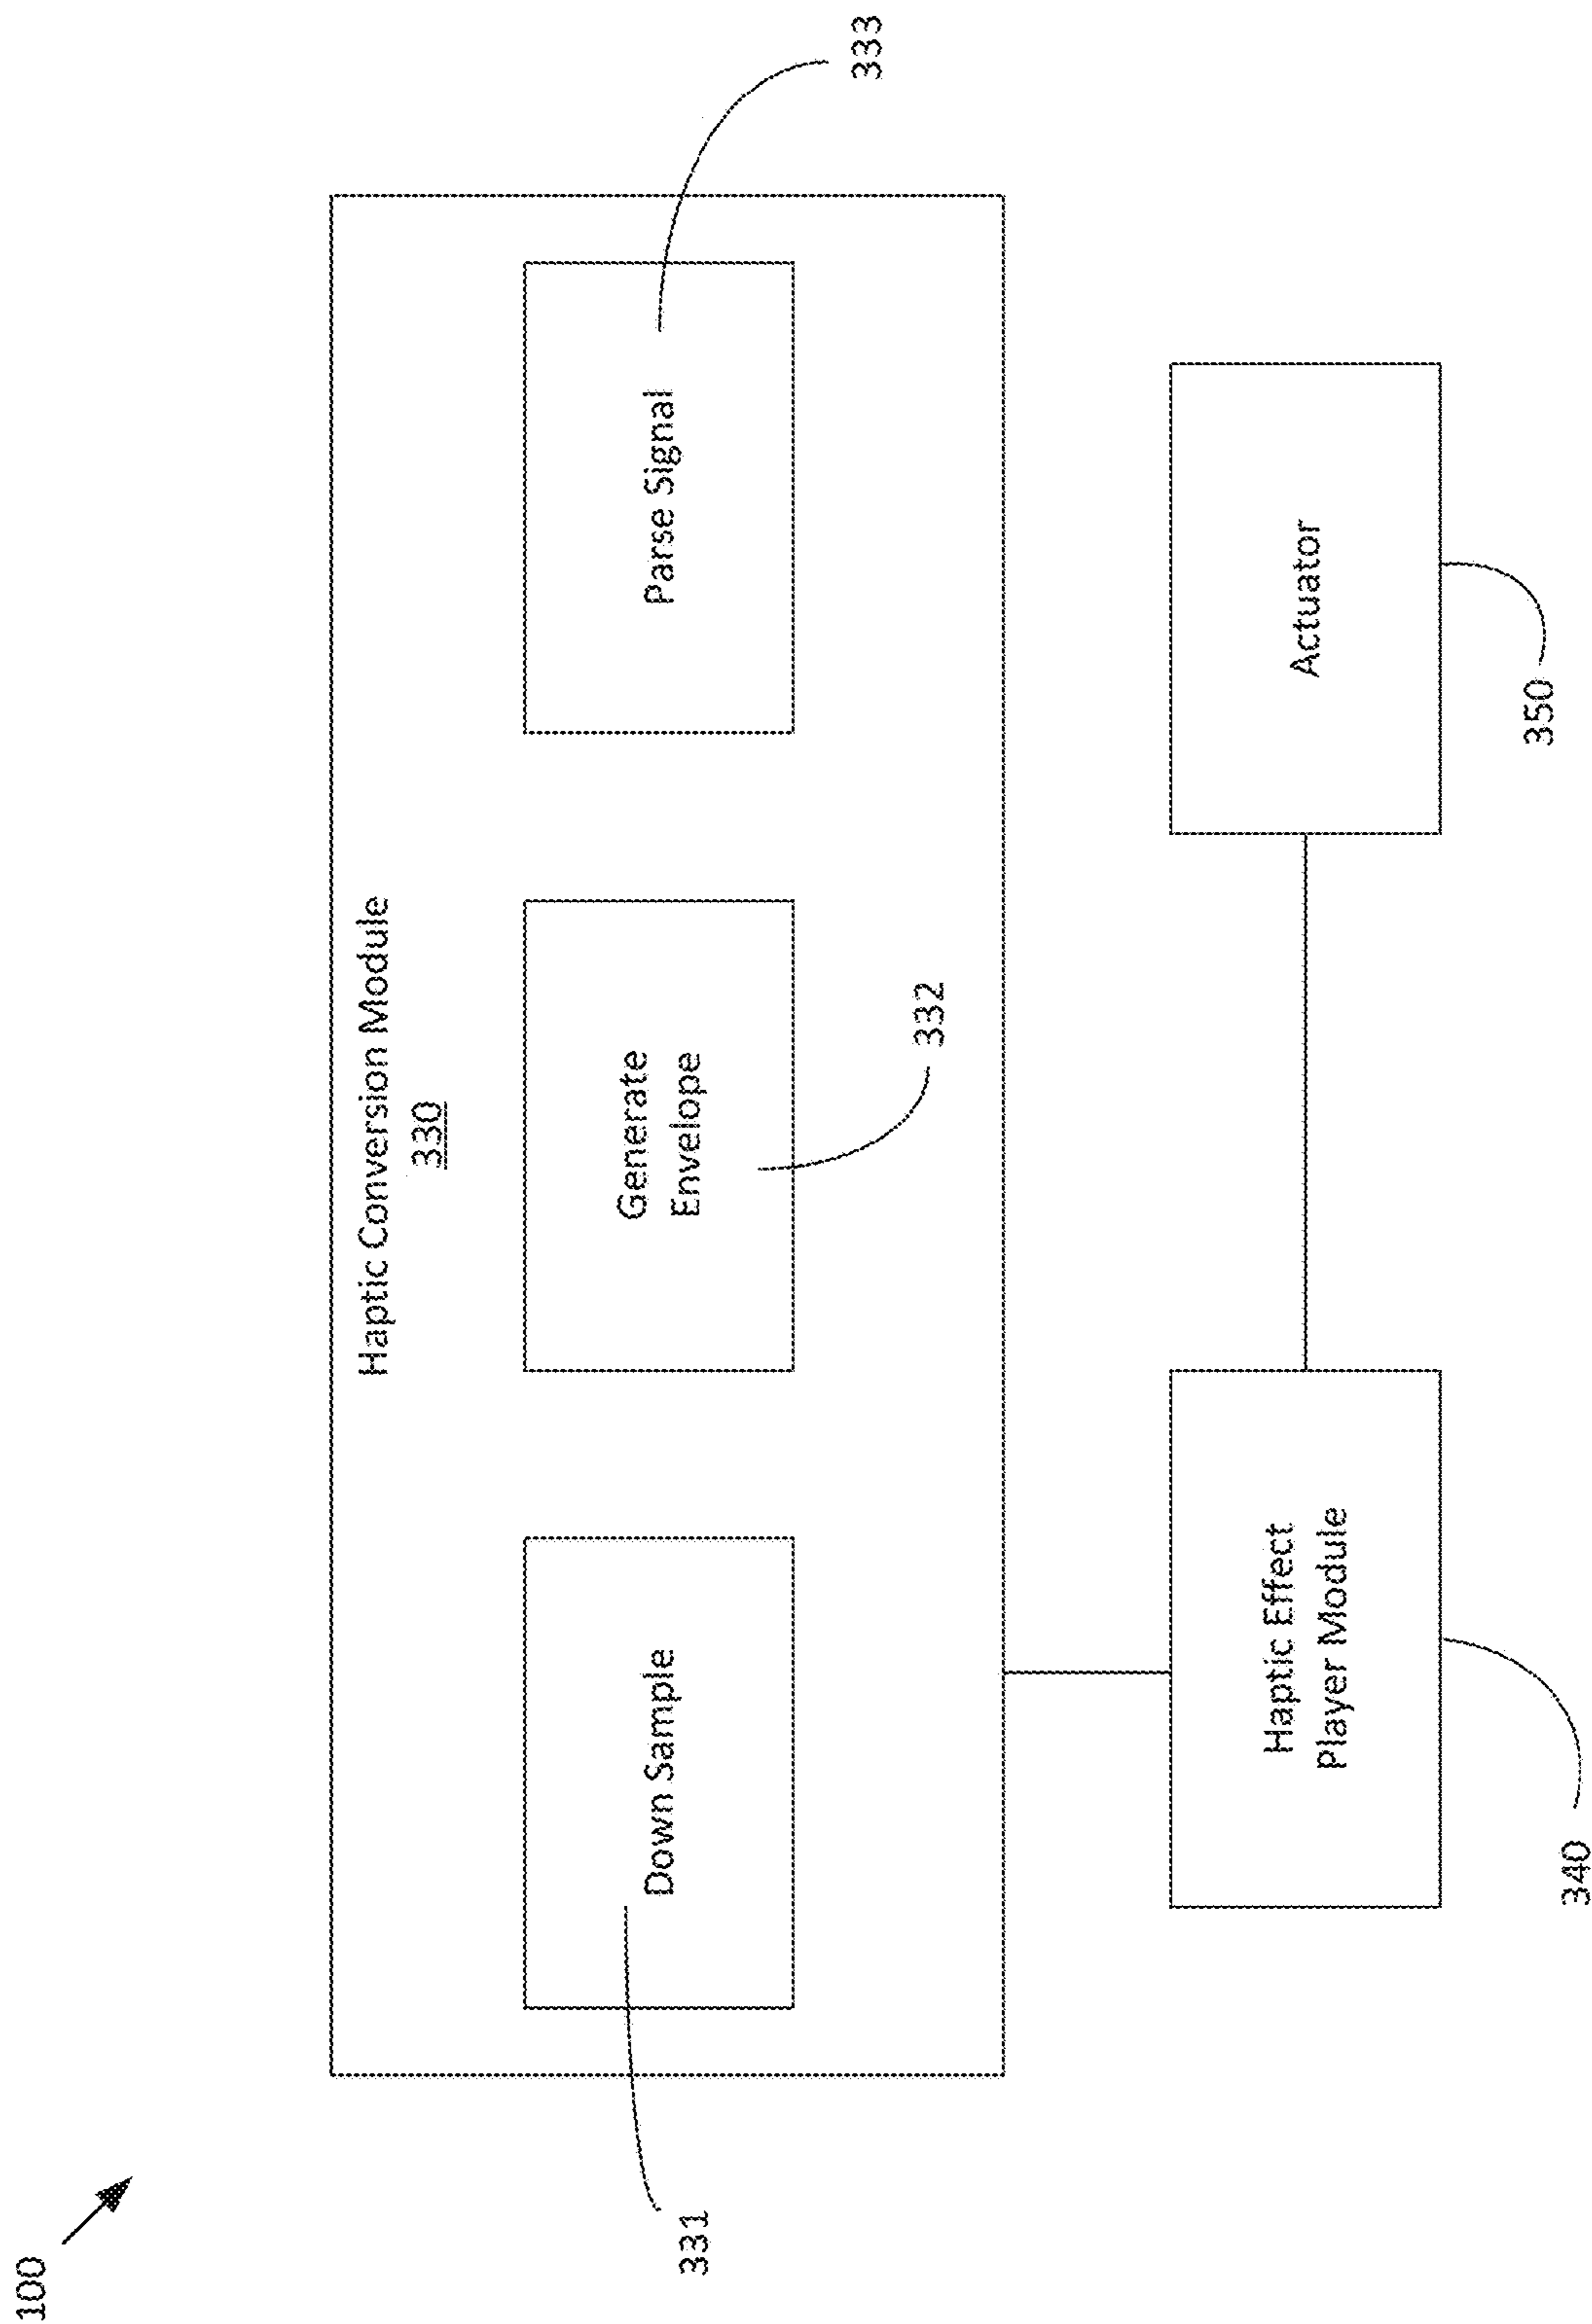 100
Haptic Conversion Module
330
Down Sample
Generate
Envelope
Parse Signal
331
332
333
Haptic Effect
Player Module
Actuator
340
350